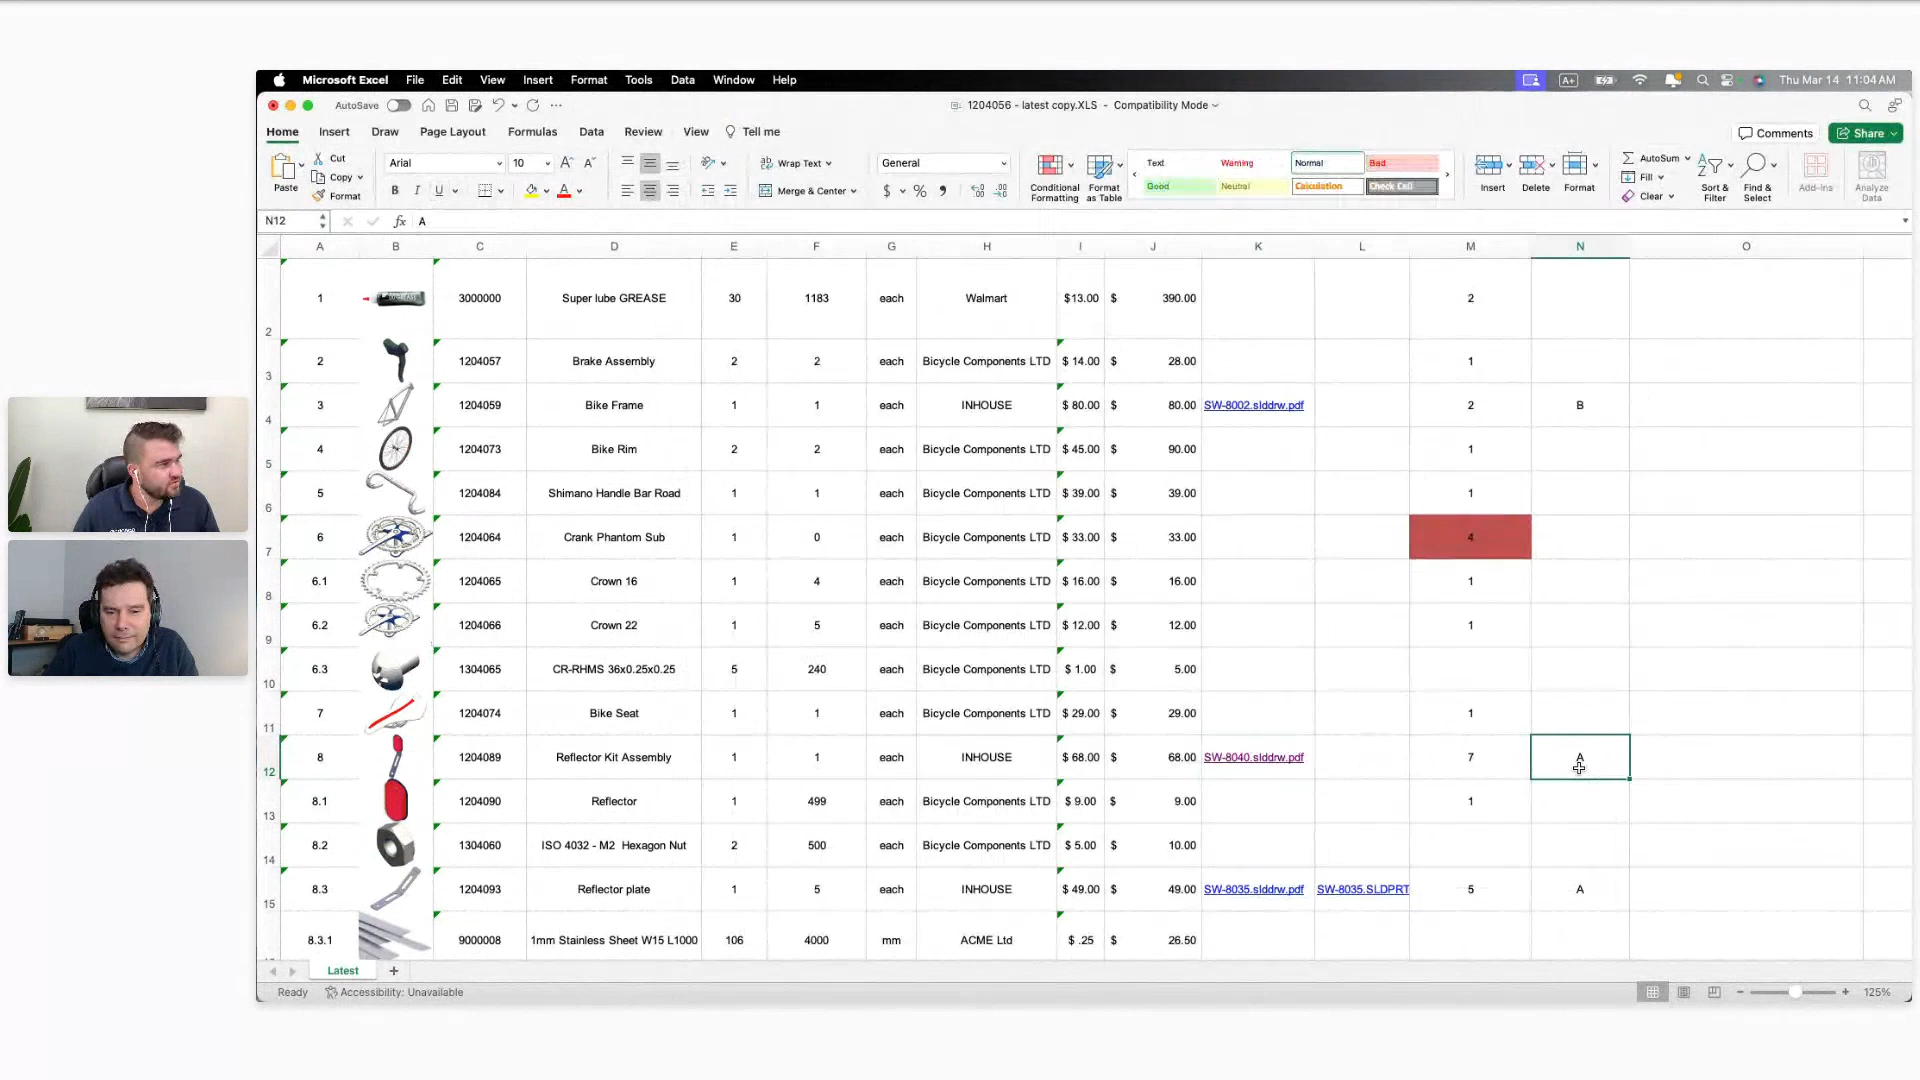 Microsoft Excel File Edit View Insert Format Tools Data Window Help A+ Thu Mar 14 11:04 AM
AutoSave 1204056 - latest copy.XLS - Compatibility Mode
Home Insert Draw Page Layout Formulas Data Review View Tell me Comments Share
Paste Cut Copy Format
Arial 10 Wrap Text Merge & Center
General
Conditional Formatting Format as Table
Text Warning Normal Bad
Good Neutral Calculation Check Cell
Insert Delete Format
AutoSum Fill Clear
Sort & Filter Find & Select Add-Ins Analyze Data
N12 fx A
A B C D E F G H I J K L M N O
2 1 3000000 Super lube GREASE 30 1183 each Walmart $13.00 $ 390.00 2
3 2 1204057 Brake Assembly 2 2 each Bicycle Components LTD $ 14.00 $ 28.00 1
4 3 1204059 Bike Frame 1 1 each INHOUSE $ 80.00 $ 80.00 SW-8002.slddrw.pdf 2 B
5 4 1204073 Bike Rim 2 2 each Bicycle Components LTD $ 45.00 $ 90.00 1
6 5 1204084 Shimano Handle Bar Road 1 1 each Bicycle Components LTD $ 39.00 $ 39.00 1
7 6 1204064 Crank Phantom Sub 1 0 each Bicycle Components LTD $ 33.00 $ 33.00 4
8 6.1 1204065 Crown 16 1 4 each Bicycle Components LTD $ 16.00 $ 16.00 1
9 6.2 1204066 Crown 22 1 5 each Bicycle Components LTD $ 12.00 $ 12.00 1
10 6.3 1304065 CR-RHMS 36x0.25x0.25 5 240 each Bicycle Components LTD $ 1.00 $ 5.00
11 7 1204074 Bike Seat 1 1 each Bicycle Components LTD $ 29.00 $ 29.00 1
12 8 1204089 Reflector Kit Assembly 1 1 each INHOUSE $ 68.00 $ 68.00 SW-8040.slddrw.pdf 7 A
13 8.1 1204090 Reflector 1 499 each Bicycle Components LTD $ 9.00 $ 9.00 1
14 8.2 1304060 ISO 4032 - M2 Hexagon Nut 2 500 each Bicycle Components LTD $ 5.00 $ 10.00
15 8.3 1204093 Reflector plate 1 5 each INHOUSE $ 49.00 $ 49.00 SW-8035.slddrw.pdf SW-8035.SLDPRT 5 A
8.3.1 9000008 1mm Stainless Sheet W15 L1000 106 4000 mm ACME Ltd $ .25 $ 26.50
Latest
Ready Accessibility: Unavailable 125%